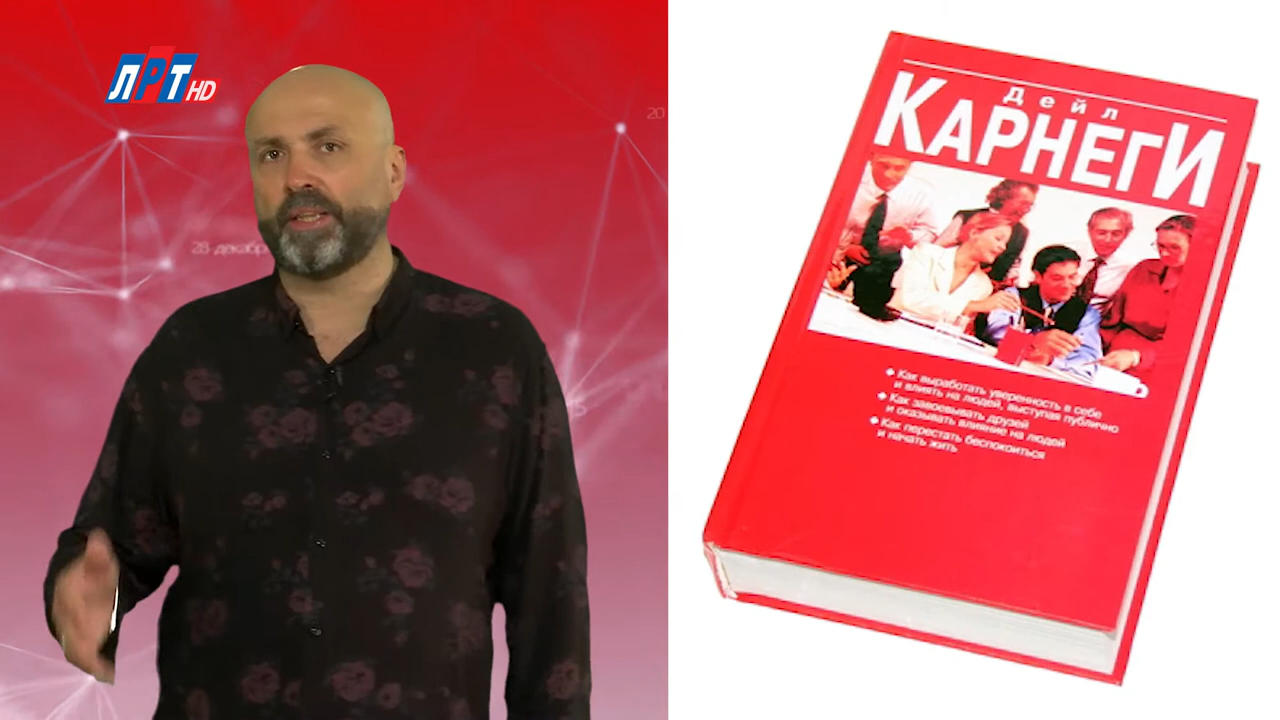 ЛРТ HD
20
28 декабр
Дейл
КАРНЕГИ
Как выработать уверенность в себе
и влиять на людей, выступая публично
Как завоевывать друзей
и оказывать влияние на людей
Как перестать беспокоиться
и начать жить